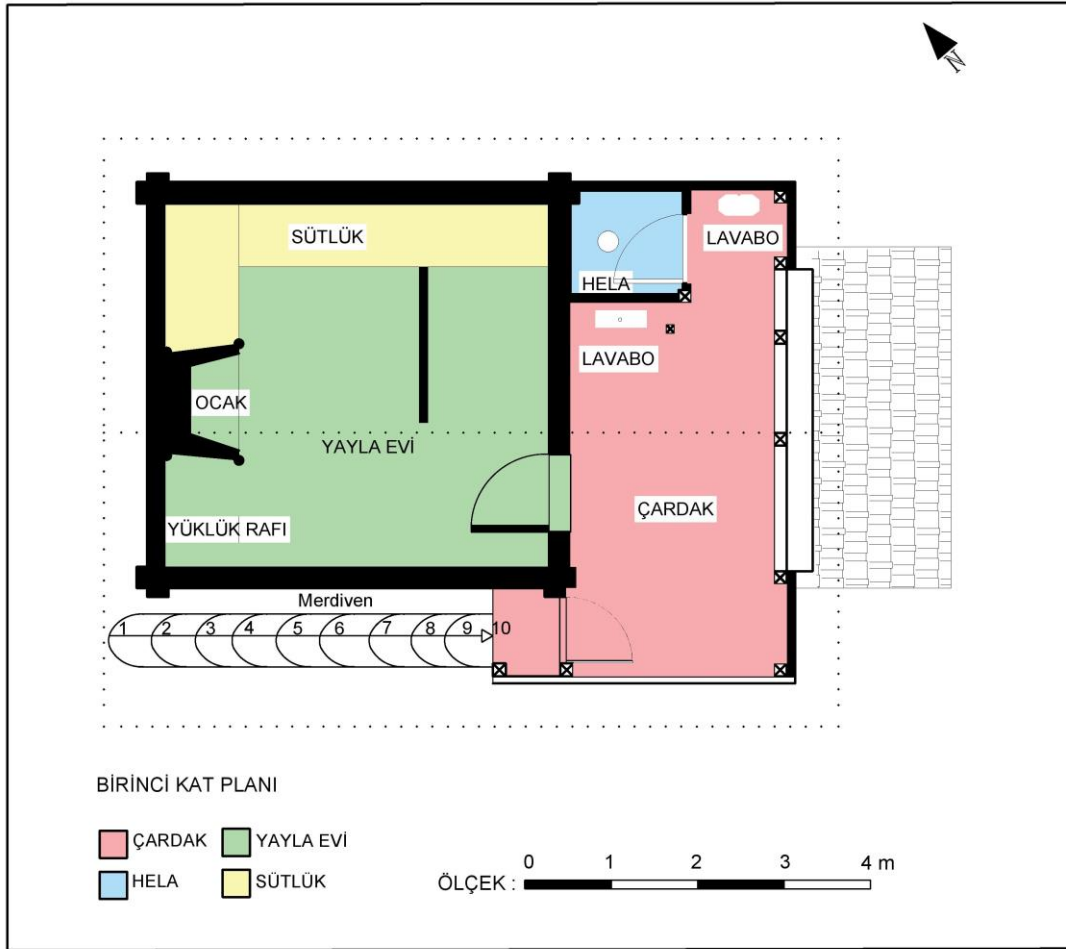 N
SÜTLÜK
LAVABO
HELA
LAVABO
OCAK
YAYLA EVİ
ÇARDAK
YÜKLÜK RAFI
Merdiven
1 2 3 4 5 6 7 8 9 10
BİRİNCİ KAT PLANI
ÇARDAK YAYLA EVİ
HELA SÜTLÜK
0 1 2 3 4 m
ÖLÇEK :